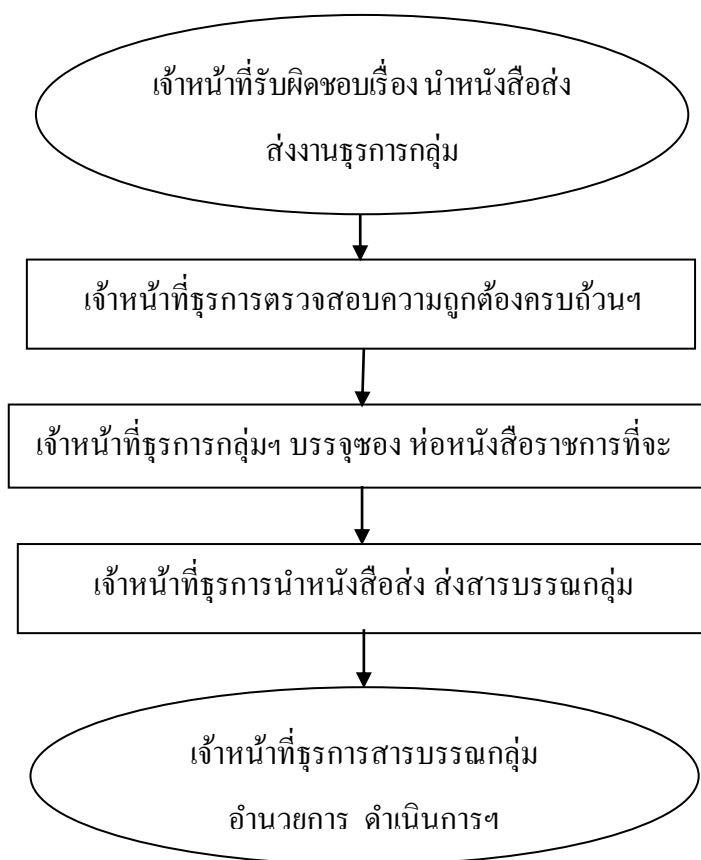 เจ้าหน้าที่รับผิดชอบเรื่อง นำหนังสือส่ง
ส่งงานธุรการกลุ่ม
เจ้าหน้าที่ธุรการตรวจสอบความถูกต้องครบถ้วนฯ
เจ้าหน้าที่ธุรการกลุ่มฯ บรรจุซอง ห่อหนังสือราชการที่จะ
เจ้าหน้าที่ธุรการนำหนังสือส่ง ส่งสารบรรณกลุ่ม
เจ้าหน้าที่ธุรการสารบรรณกลุ่ม
อำนวยการ ดำเนินการฯ